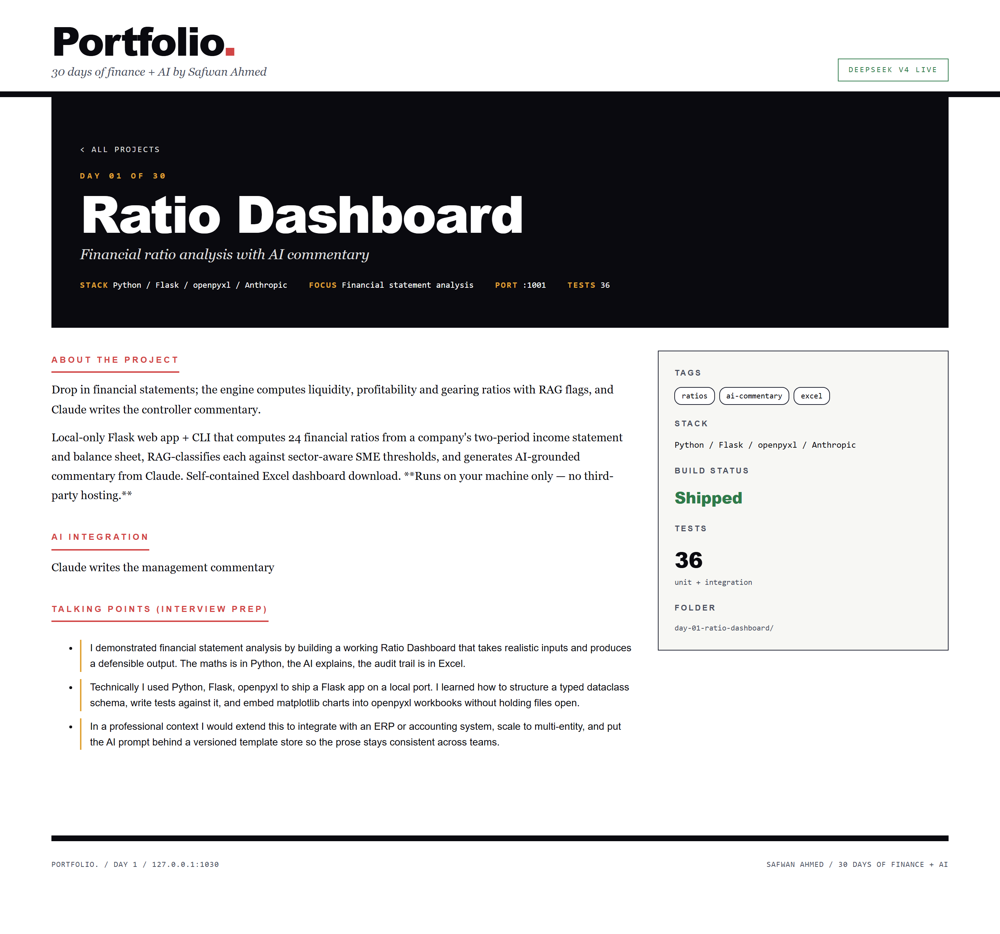 Portfolio.
30 days of finance + AI by Safwan Ahmed
DEEPSEEK V4 LIVE
< ALL PROJECTS
DAY 01 OF 30
Ratio Dashboard
Financial ratio analysis with AI commentary
STACK Python / Flask / openpyxl / Anthropic FOCUS Financial statement analysis PORT :1001 TESTS 36
ABOUT THE PROJECT
Drop in financial statements; the engine computes liquidity, profitability and gearing ratios with RAG flags, and
Claude writes the controller commentary.
Local-only Flask web app + CLI that computes 24 financial ratios from a company's two-period income statement
and balance sheet, RAG-classifies each against sector-aware SME thresholds, and generates AI-grounded
commentary from Claude. Self-contained Excel dashboard download. **Runs on your machine only — no third-
party hosting.**
AI INTEGRATION
Claude writes the management commentary
TALKING POINTS (INTERVIEW PREP)
• I demonstrated financial statement analysis by building a working Ratio Dashboard that takes realistic inputs and produces
a defensible output. The maths is in Python, the AI explains, the audit trail is in Excel.
• Technically I used Python, Flask, openpyxl to ship a Flask app on a local port. I learned how to structure a typed dataclass
schema, write tests against it, and embed matplotlib charts into openpyxl workbooks without holding files open.
• In a professional context I would extend this to integrate with an ERP or accounting system, scale to multi-entity, and put
the AI prompt behind a versioned template store so the prose stays consistent across teams.
TAGS
ratios ai-commentary excel
STACK
Python / Flask / openpyxl / Anthropic
BUILD STATUS
Shipped
TESTS
36
unit + integration
FOLDER
day-01-ratio-dashboard/
PORTFOLIO. / DAY 1 / 127.0.0.1:1030
SAFWAN AHMED / 30 DAYS OF FINANCE + AI